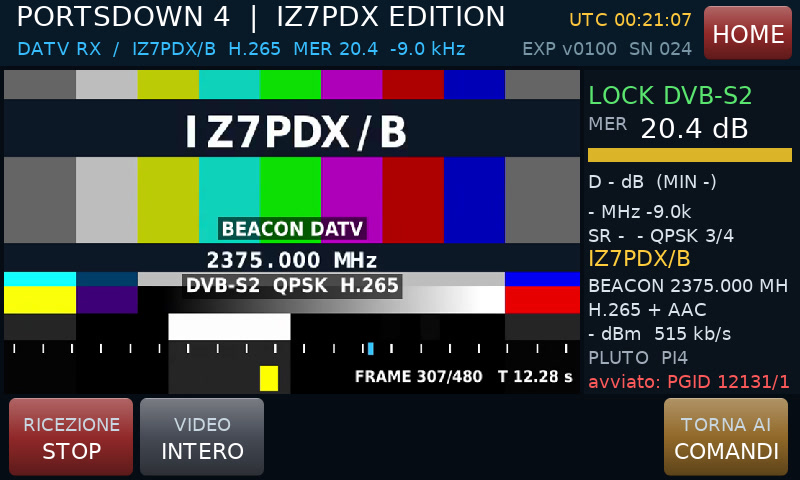 PORTSDOWN 4 | IZ7PDX EDITION
UTC 00:21:07
HOME
DATV RX / IZ7PDX/B H.265 MER 20.4 -9.0 kHz
EXP v0100 SN 024
IZ7PDX/B
BEACON DATV
2375.000 MHz
DVB-S2 QPSK H.265
FRAME 307/480 T 12.28 s
LOCK DVB-S2
MER 20.4 dB
D - dB (MIN -)
- MHz -9.0k
SR - - QPSK 3/4
IZ7PDX/B
BEACON 2375.000 MH
H.265 + AAC
- dBm 515 kb/s
PLUTO PI4
avviato: PGID 12131/1
RICEZIONE
STOP
VIDEO
INTERO
TORNA AI
COMANDI